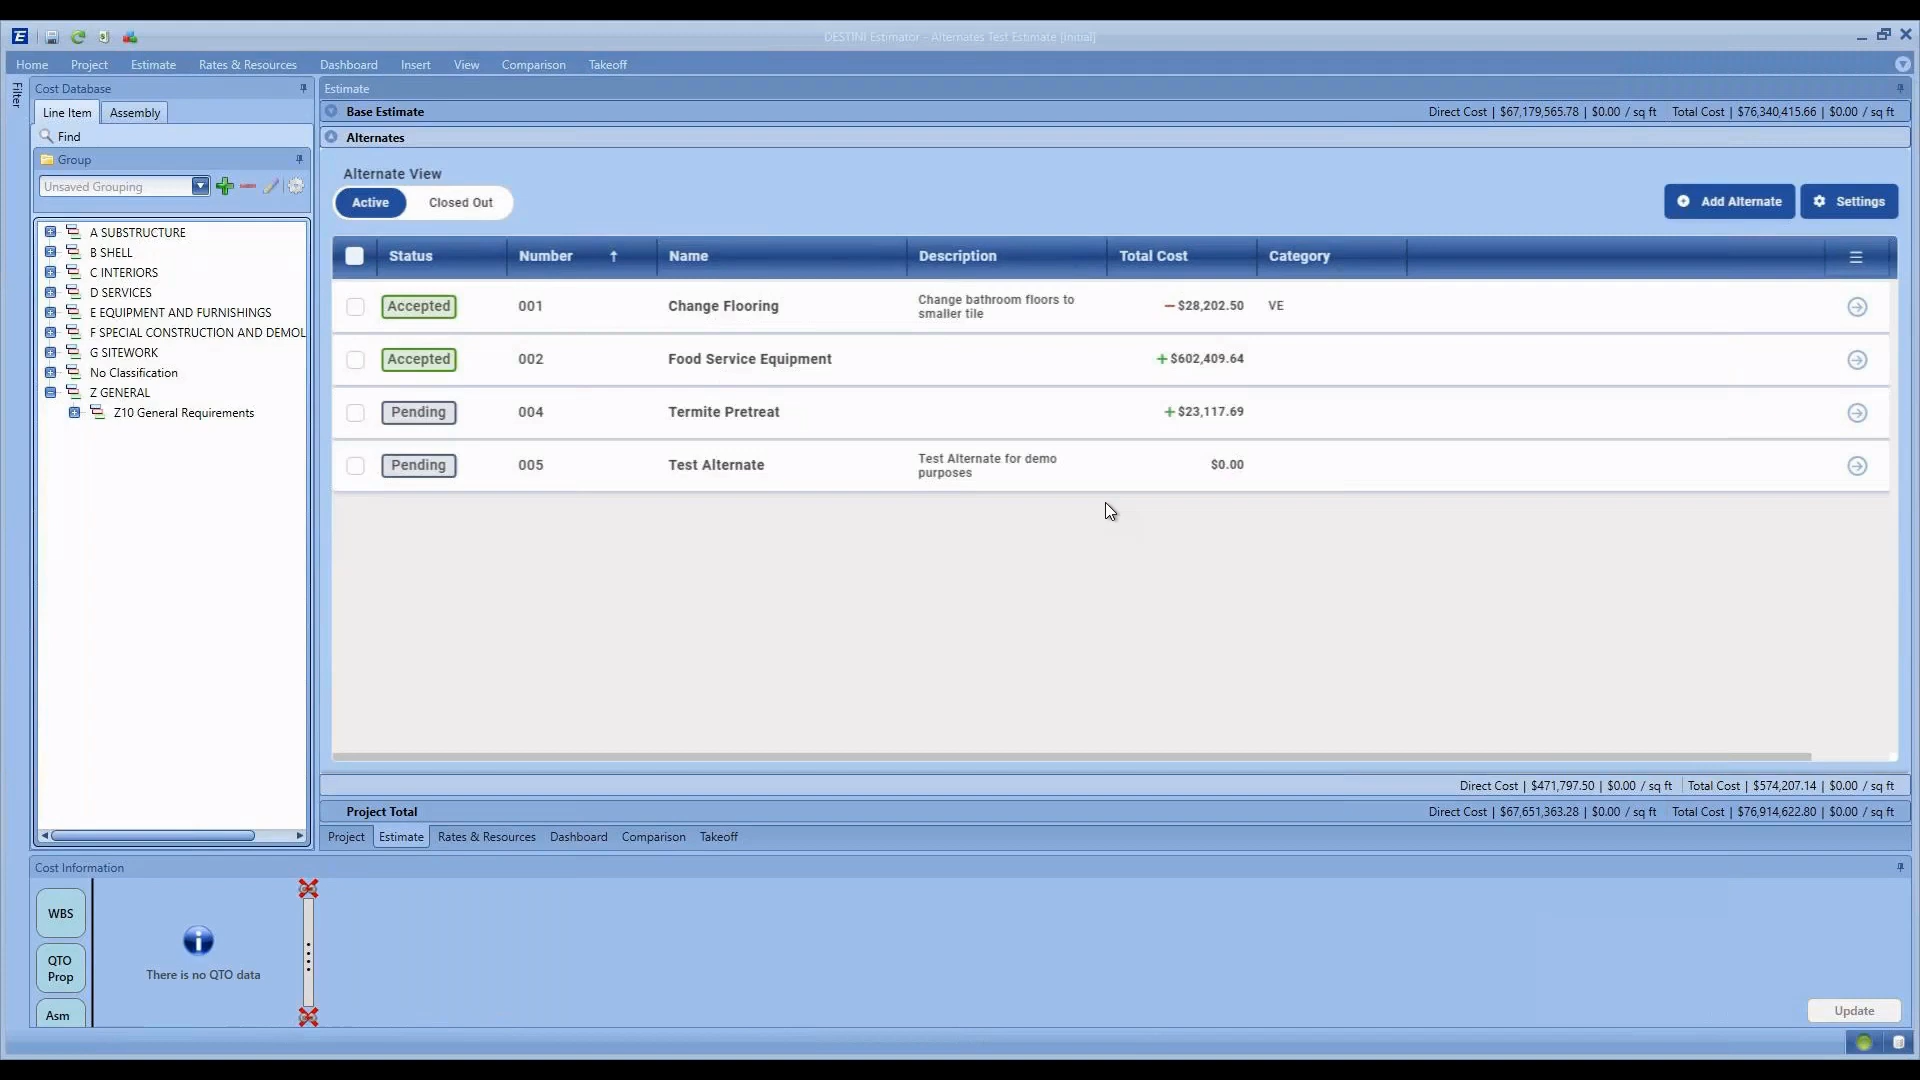 DESTINI Estimator - Alternates Test Estimate [Initial]
Home Project Estimate Rates & Resources Dashboard Insert View Comparison Takeoff
Filter
Cost Database
Line Item Assembly
Find
Group
Unsaved Grouping
A SUBSTRUCTURE
B SHELL
C INTERIORS
D SERVICES
E EQUIPMENT AND FURNISHINGS
F SPECIAL CONSTRUCTION AND DEMOL
G SITEWORK
No Classification
Z GENERAL
Z10 General Requirements
Estimate
Base Estimate Direct Cost | $67,179,565.78 | $0.00 / sq ft Total Cost | $76,340,415.66 | $0.00 / sq ft
Alternates
Alternate View
Active Closed Out
Add Alternate Settings
Status Number Name Description Total Cost Category
Accepted 001 Change Flooring Change bathroom floors to smaller tile − $28,202.50 VE
Accepted 002 Food Service Equipment + $602,409.64
Pending 004 Termite Pretreat + $23,117.69
Pending 005 Test Alternate Test Alternate for demo purposes $0.00
Direct Cost | $471,797.50 | $0.00 / sq ft Total Cost | $574,207.14 | $0.00 / sq ft
Project Total Direct Cost | $67,651,363.28 | $0.00 / sq ft Total Cost | $76,914,622.80 | $0.00 / sq ft
Project Estimate Rates & Resources Dashboard Comparison Takeoff
Cost Information
WBS
QTO
Prop
Asm
There is no QTO data
Update